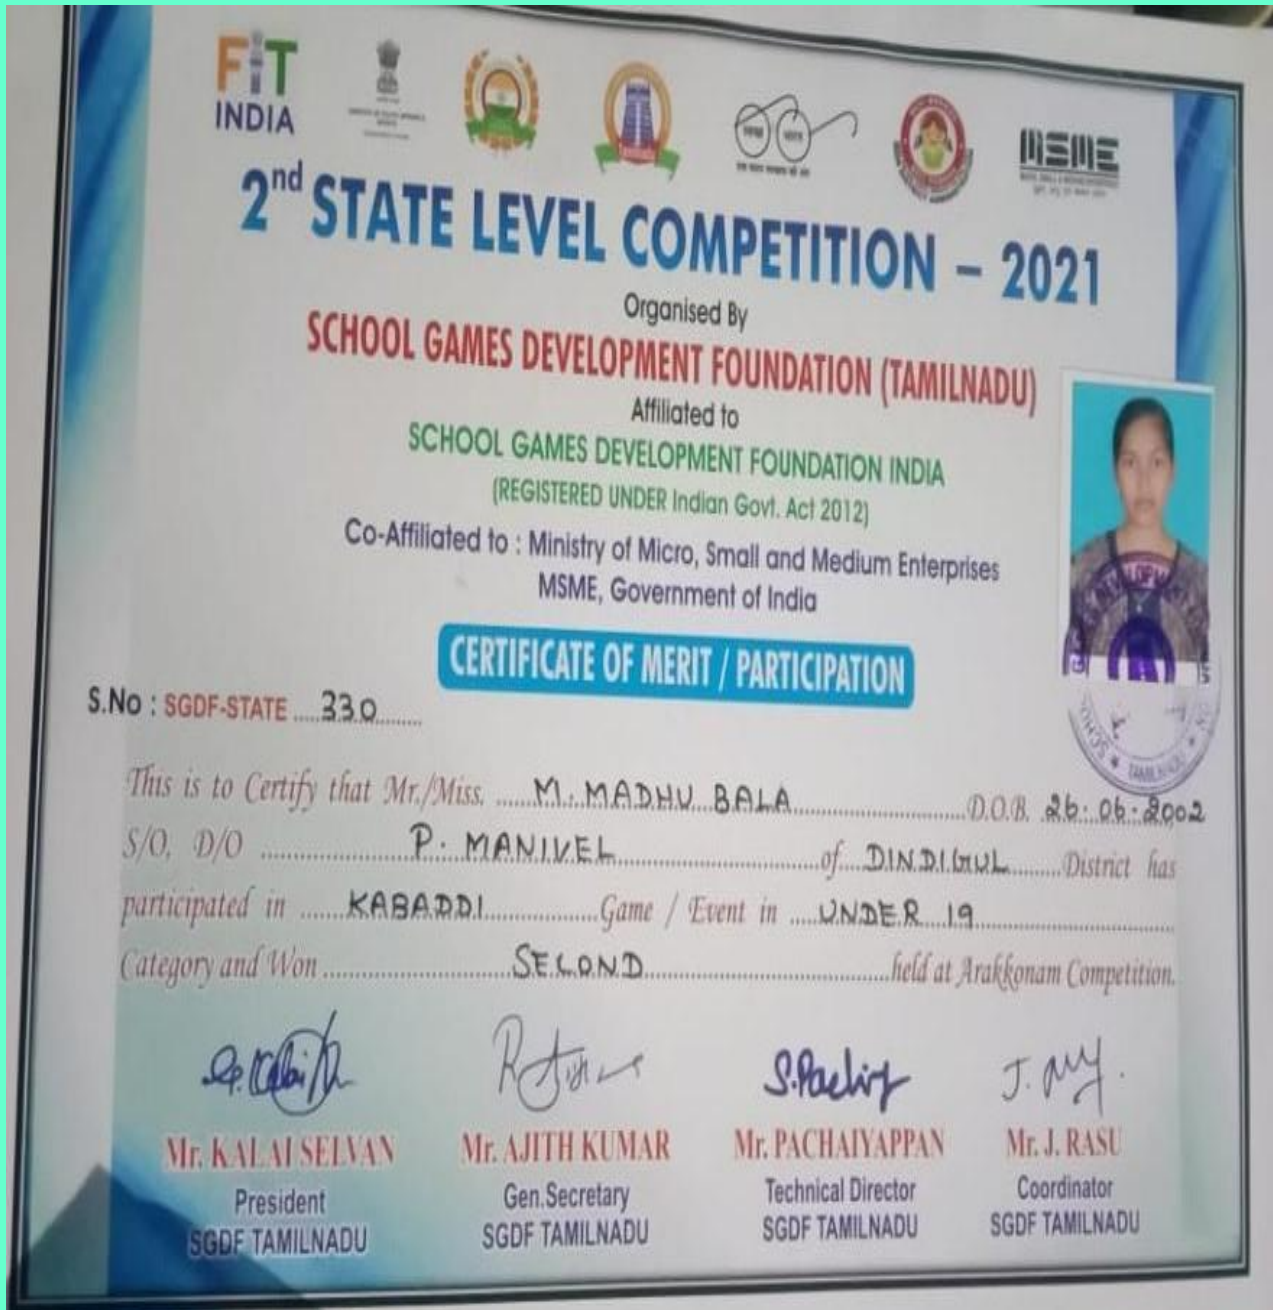 FIT
INDIA
MSME
2nd STATE LEVEL COMPETITION – 2021
Organised By
SCHOOL GAMES DEVELOPMENT FOUNDATION (TAMILNADU)
Affiliated to
SCHOOL GAMES DEVELOPMENT FOUNDATION INDIA
(REGISTERED UNDER Indian Govt. Act 2012)
Co-Affiliated to : Ministry of Micro, Small and Medium Enterprises
MSME, Government of India
CERTIFICATE OF MERIT / PARTICIPATION
S.No : SGDF-STATE ....330.......
TAMILNADU
This is to Certify that Mr./Miss. ......M. MADHU BALA.......D.O.B. 26.06.2002
S/O, D/O ......P. MANIVEL......of...DINDIGUL......District has
participated in ......KABADDI......Game / Event in .....UNDER 19......
Category and Won ......SECOND......held at Arakkonam Competition.
S.Pachiy
Mr. KALAI SELVAN Mr. AJITH KUMAR Mr. PACHAIYAPPAN Mr. J. RASU
President Gen.Secretary Technical Director Coordinator
SGDF TAMILNADU SGDF TAMILNADU SGDF TAMILNADU SGDF TAMILNADU